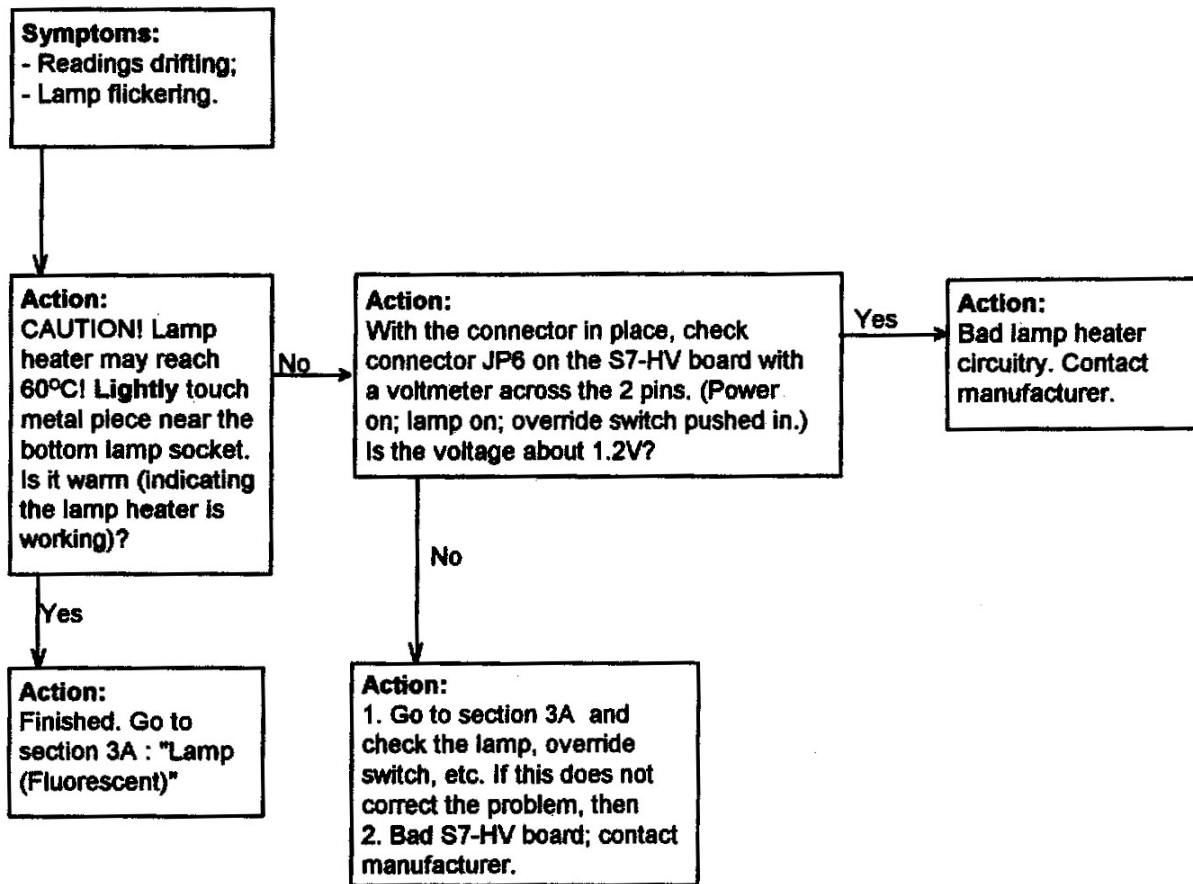 Symptoms:
- Readings drifting;
- Lamp flickering.
Action:
CAUTION! Lamp
heater may reach
60ºC! Lightly touch
metal piece near the
bottom lamp socket.
Is it warm (indicating
the lamp heater is
working)?
No
Action:
With the connector in place, check
connector JP6 on the S7-HV board with
a voltmeter across the 2 pins. (Power
on; lamp on; override switch pushed in.)
Is the voltage about 1.2V?
Yes
Action:
Bad lamp heater
circuitry. Contact
manufacturer.
Yes
No
Action:
Finished. Go to
section 3A : "Lamp
(Fluorescent)"
Action:
1. Go to section 3A and
check the lamp, override
switch, etc. If this does not
correct the problem, then
2. Bad S7-HV board; contact
manufacturer.